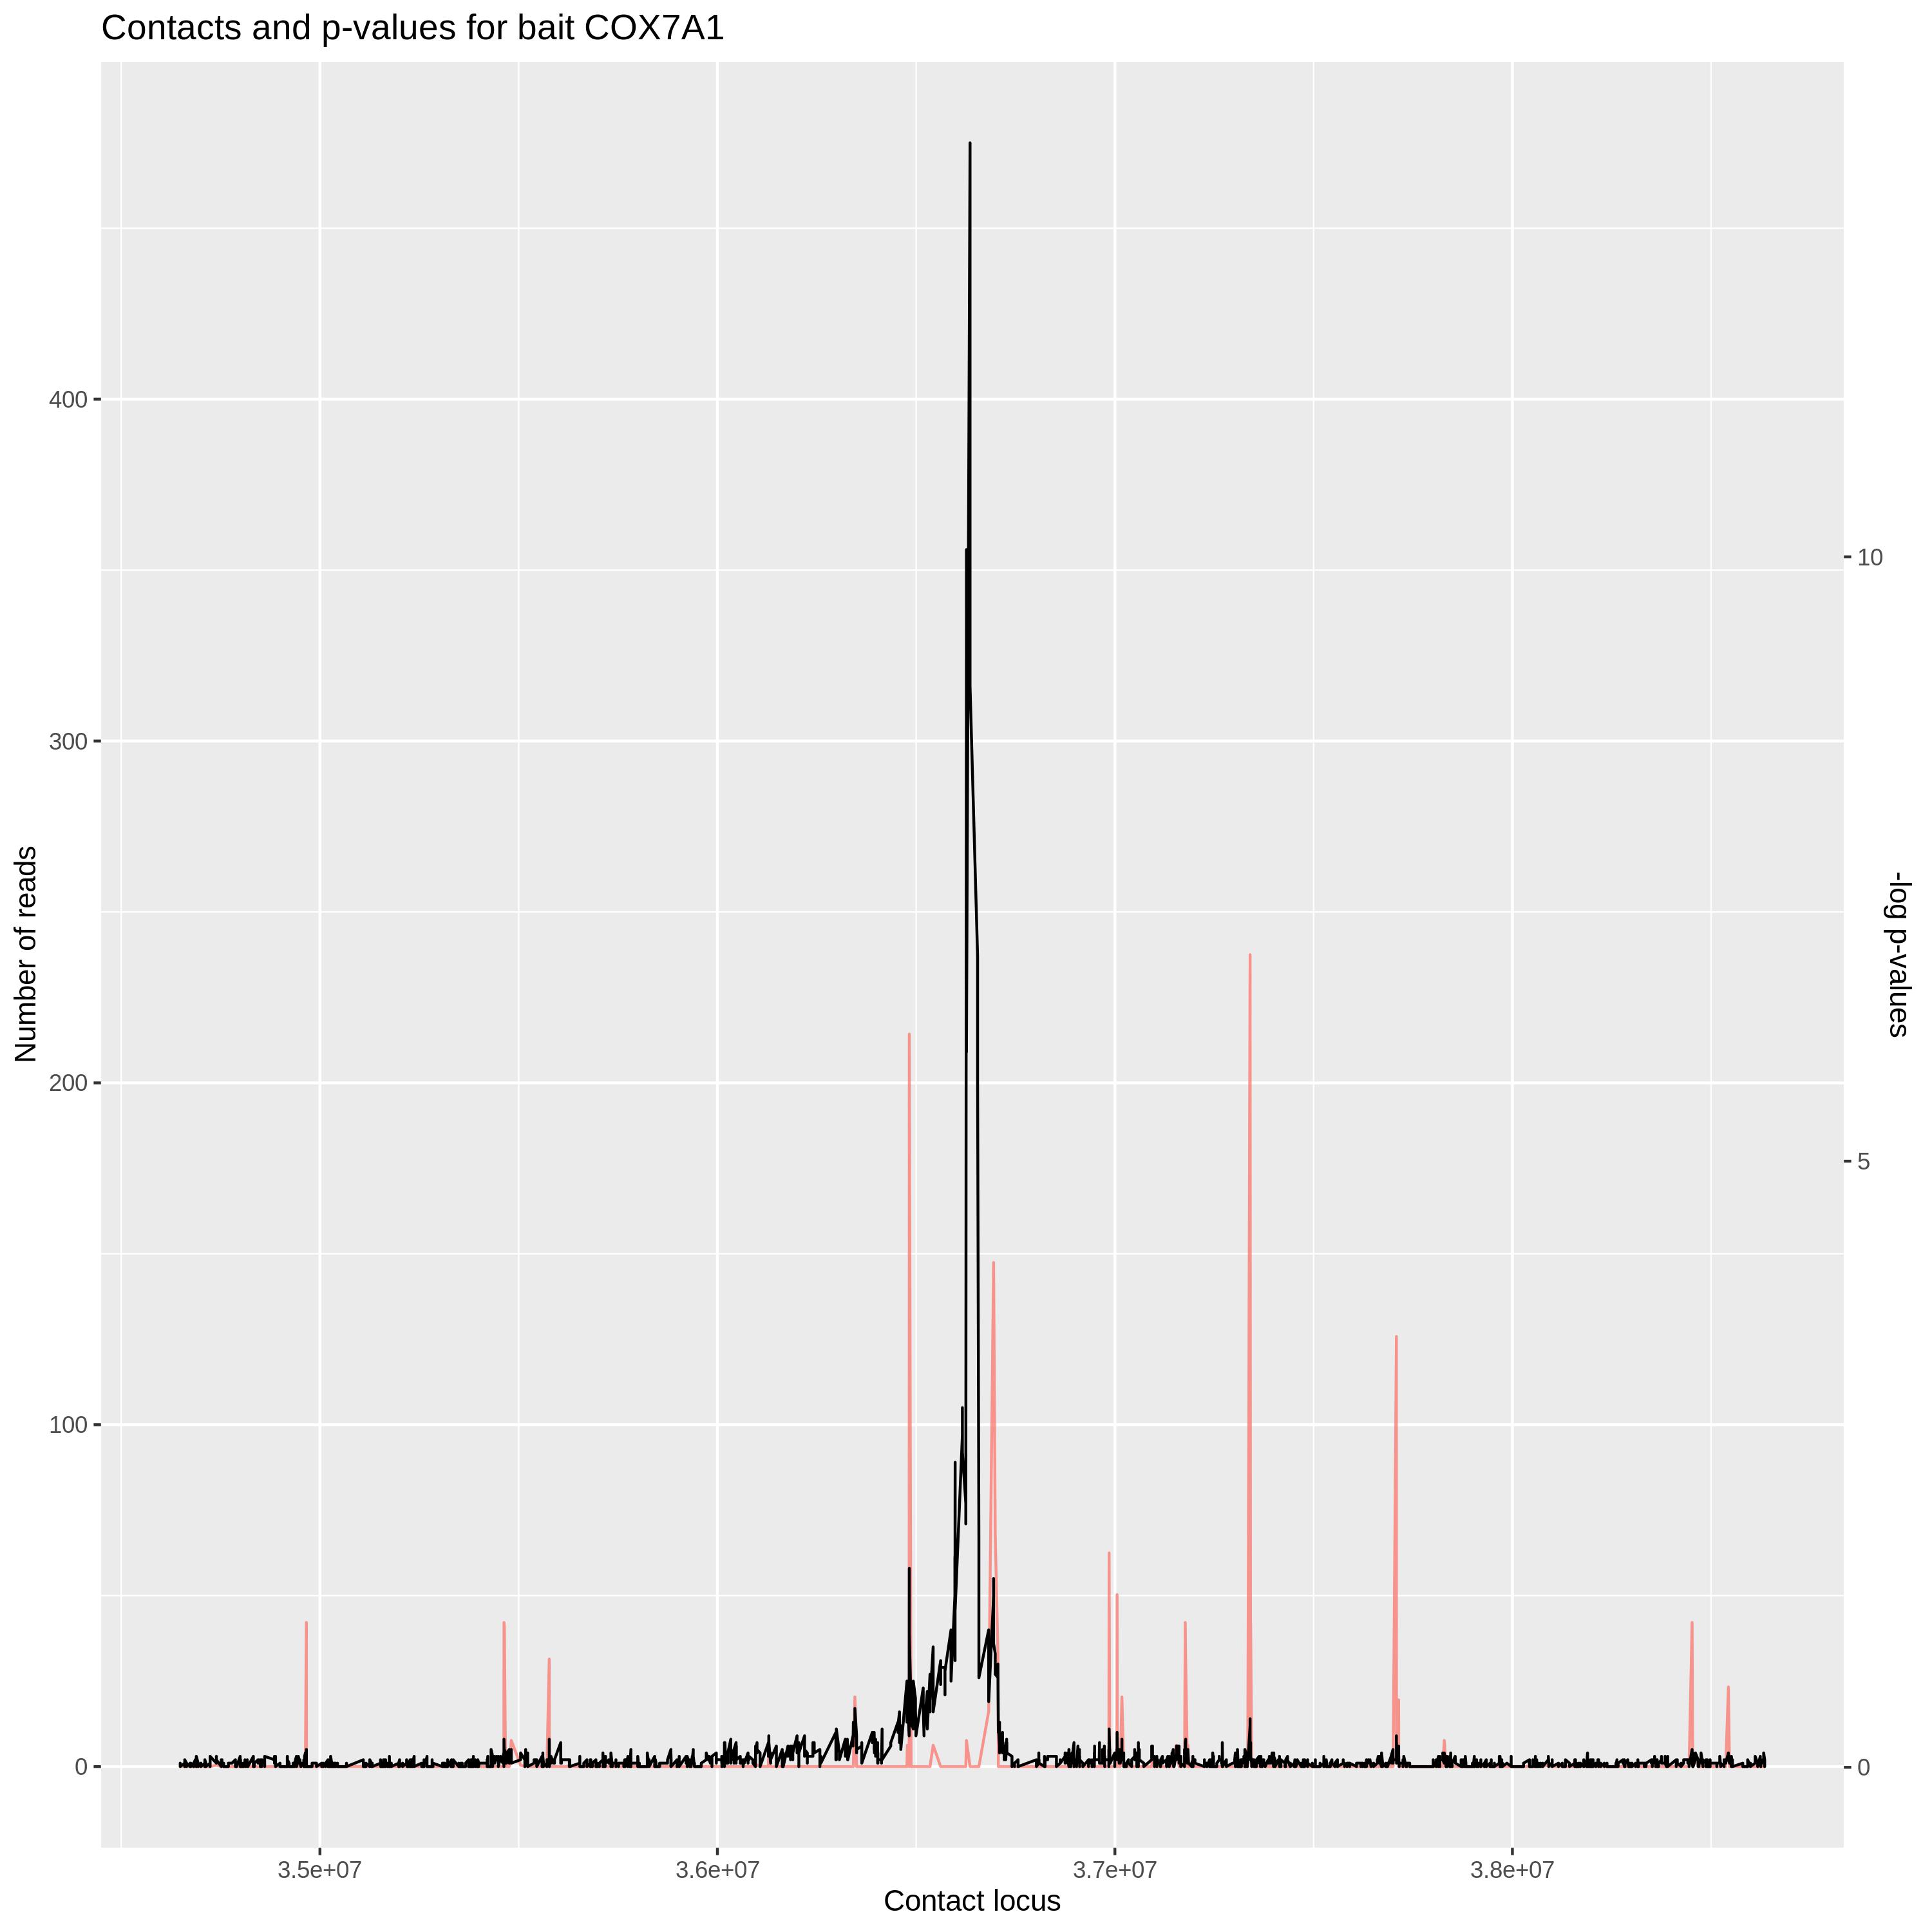 Contacts and p-values for bait COX7A1
Number of reads
400
300
200
100
0
10
5
0
-log p-values
3.5e+07
3.6e+07
3.7e+07
3.8e+07
Contact locus